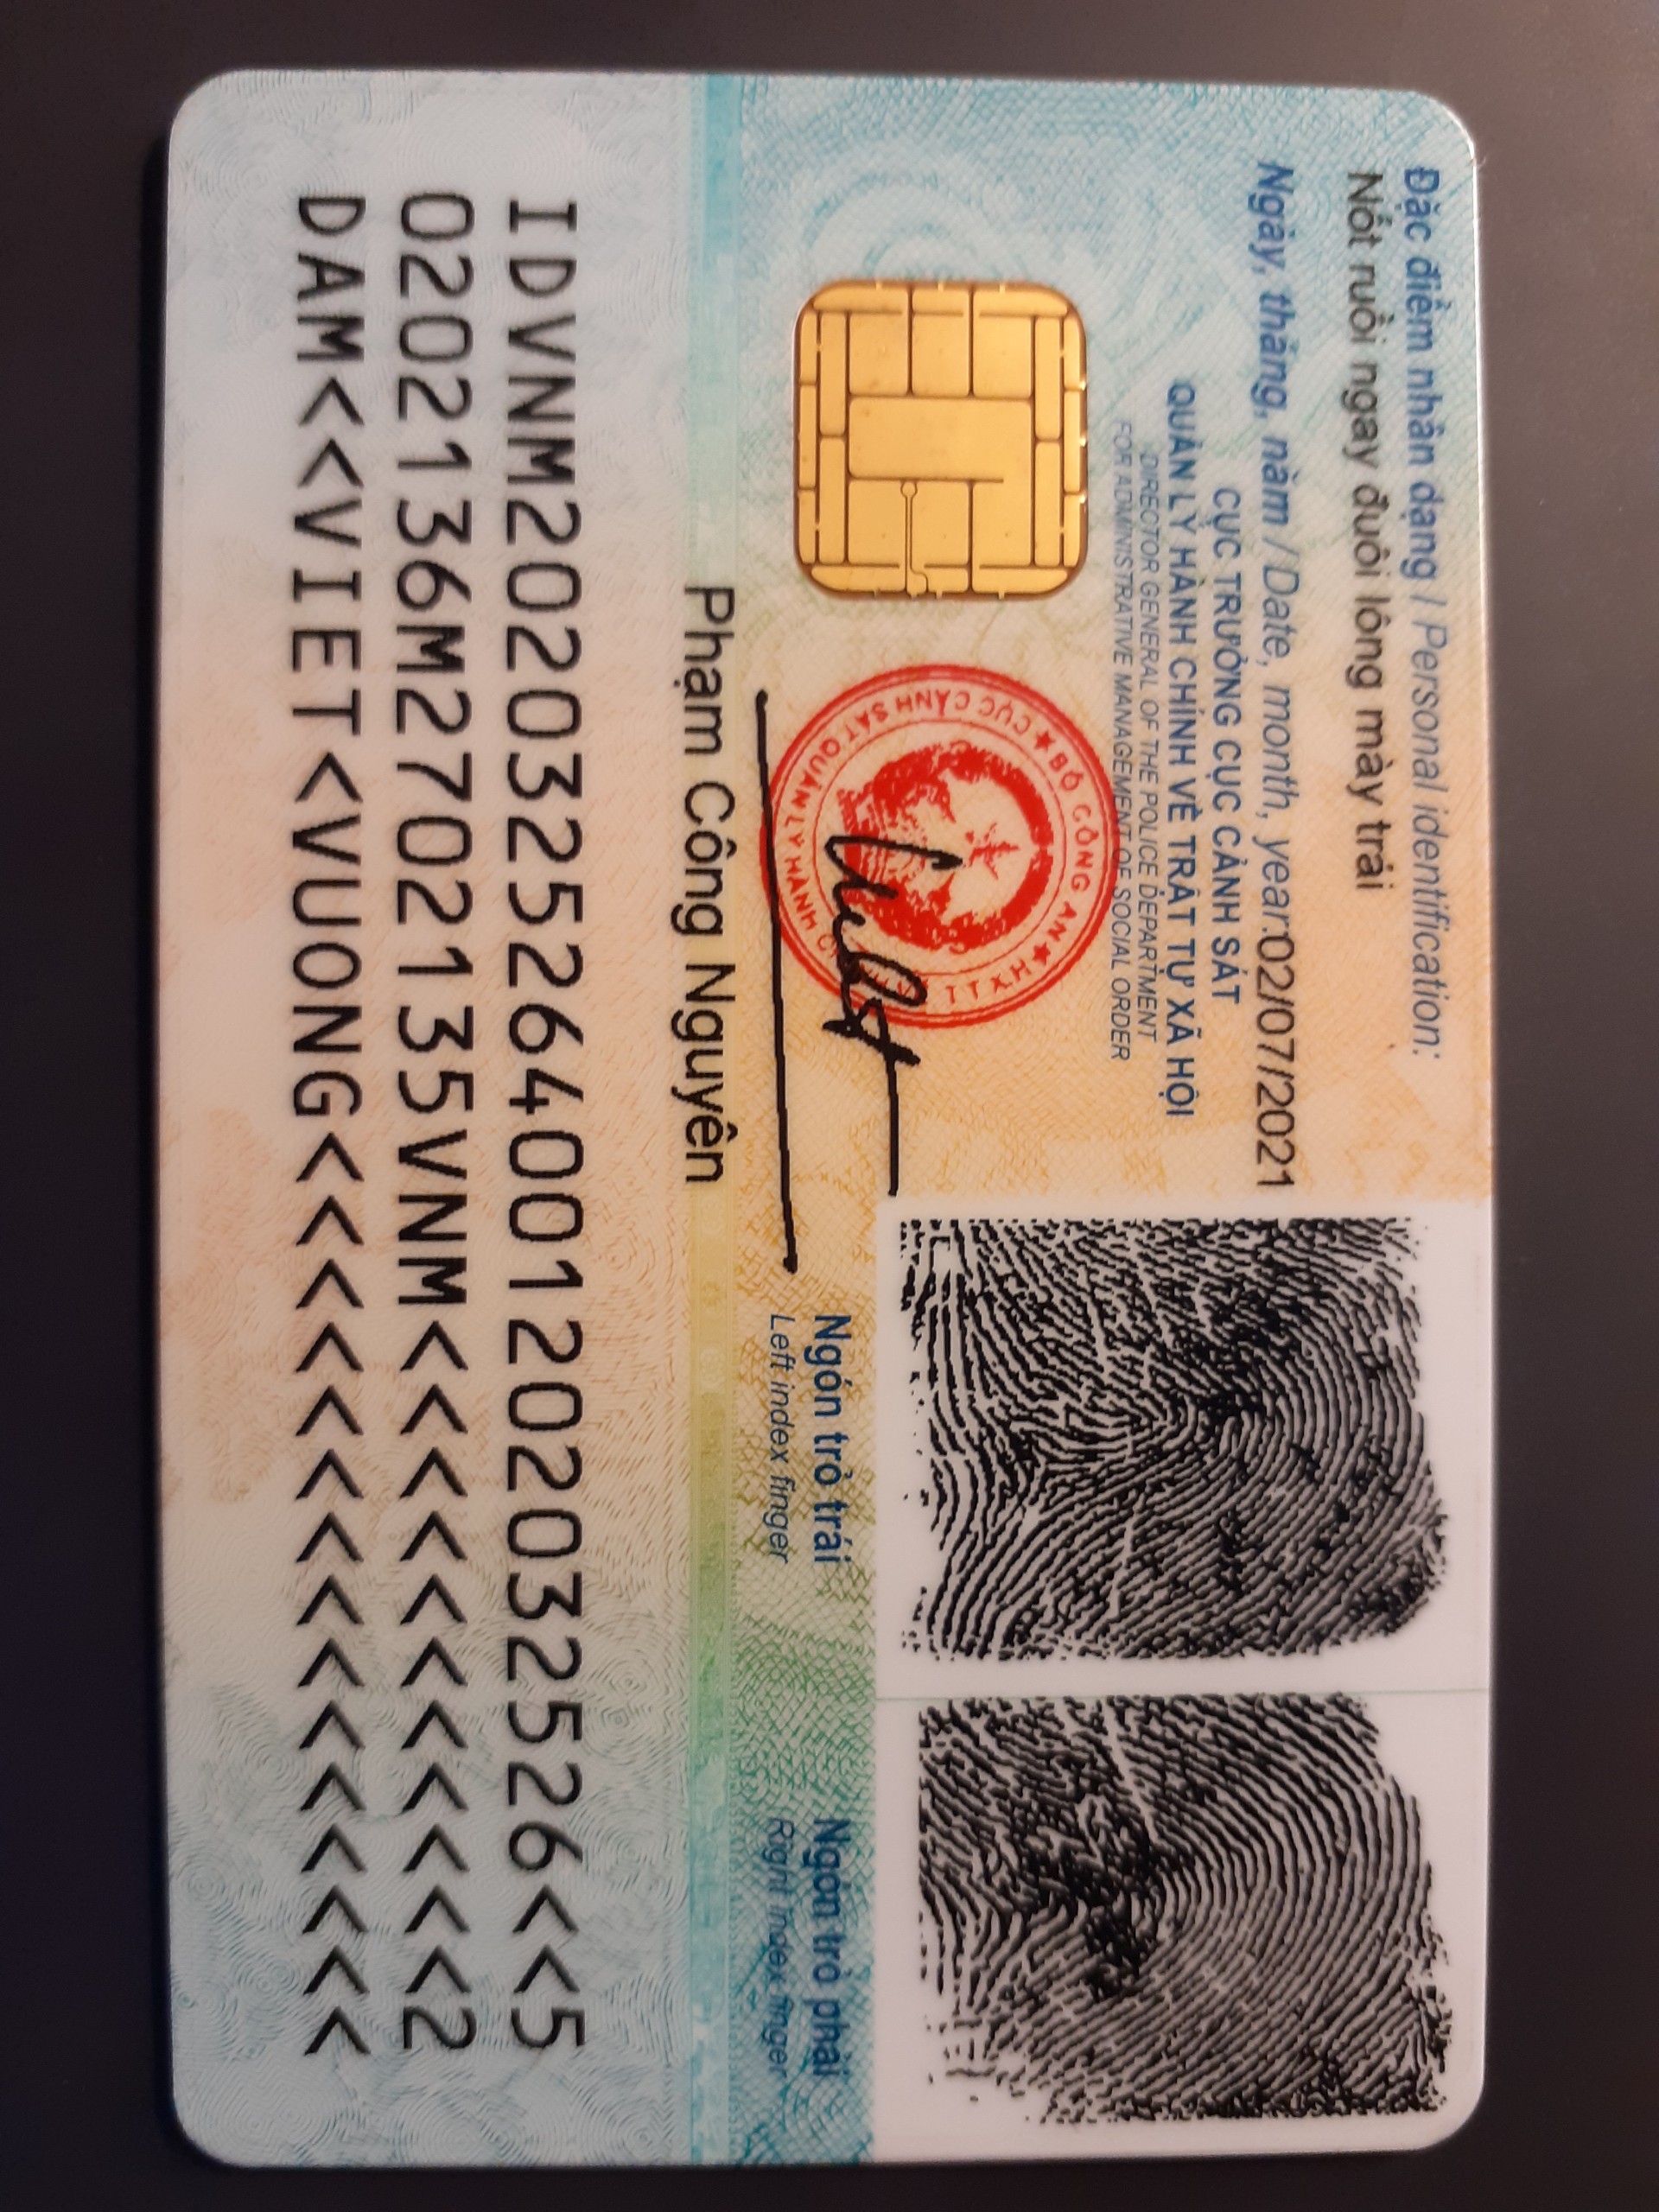 Đặc điểm nhân dạng / Personal identification:
Nốt ruồi ngay đuôi lông mày trái
Ngày, tháng, năm / Date, month, year:02/07/2021
CỤC TRƯỞNG CỤC CẢNH SÁT
QUẢN LÝ HÀNH CHÍNH VỀ TRẬT TỰ XÃ HỘI
DIRECTOR GENERAL OF THE POLICE DEPARTMENT
FOR ADMINISTRATIVE MANAGEMENT OF SOCIAL ORDER
BỘ CÔNG AN
CỤC CẢNH SÁT QUẢN LÝ HÀNH TTXH
Phạm Công Nguyên
Ngón trỏ trái
Left index finger
Ngón trỏ phải
Right index finger
IDVNM2020325264001202032526<<5
0202136M2702135VNM<<<<<<<<<<<2
DAM<<VIET<VUONG<<<<<<<<<<<<<<<